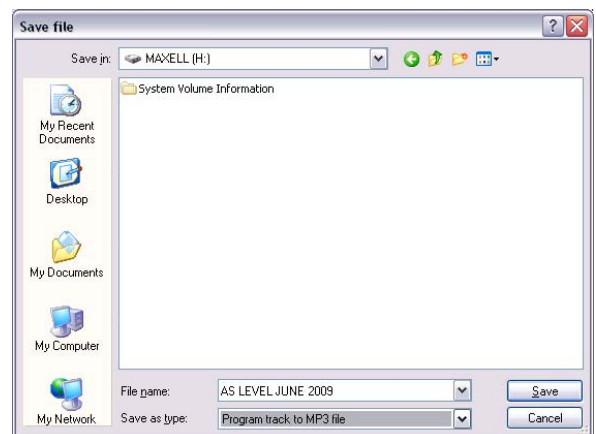 Save file
Save in:
MAXELL (H:)
System Volume Information
My Recent
Documents
Desktop
My Documents
My Computer
My Network
File name:
AS LEVEL JUNE 2009
Save
Save as type:
Program track to MP3 file
Cancel